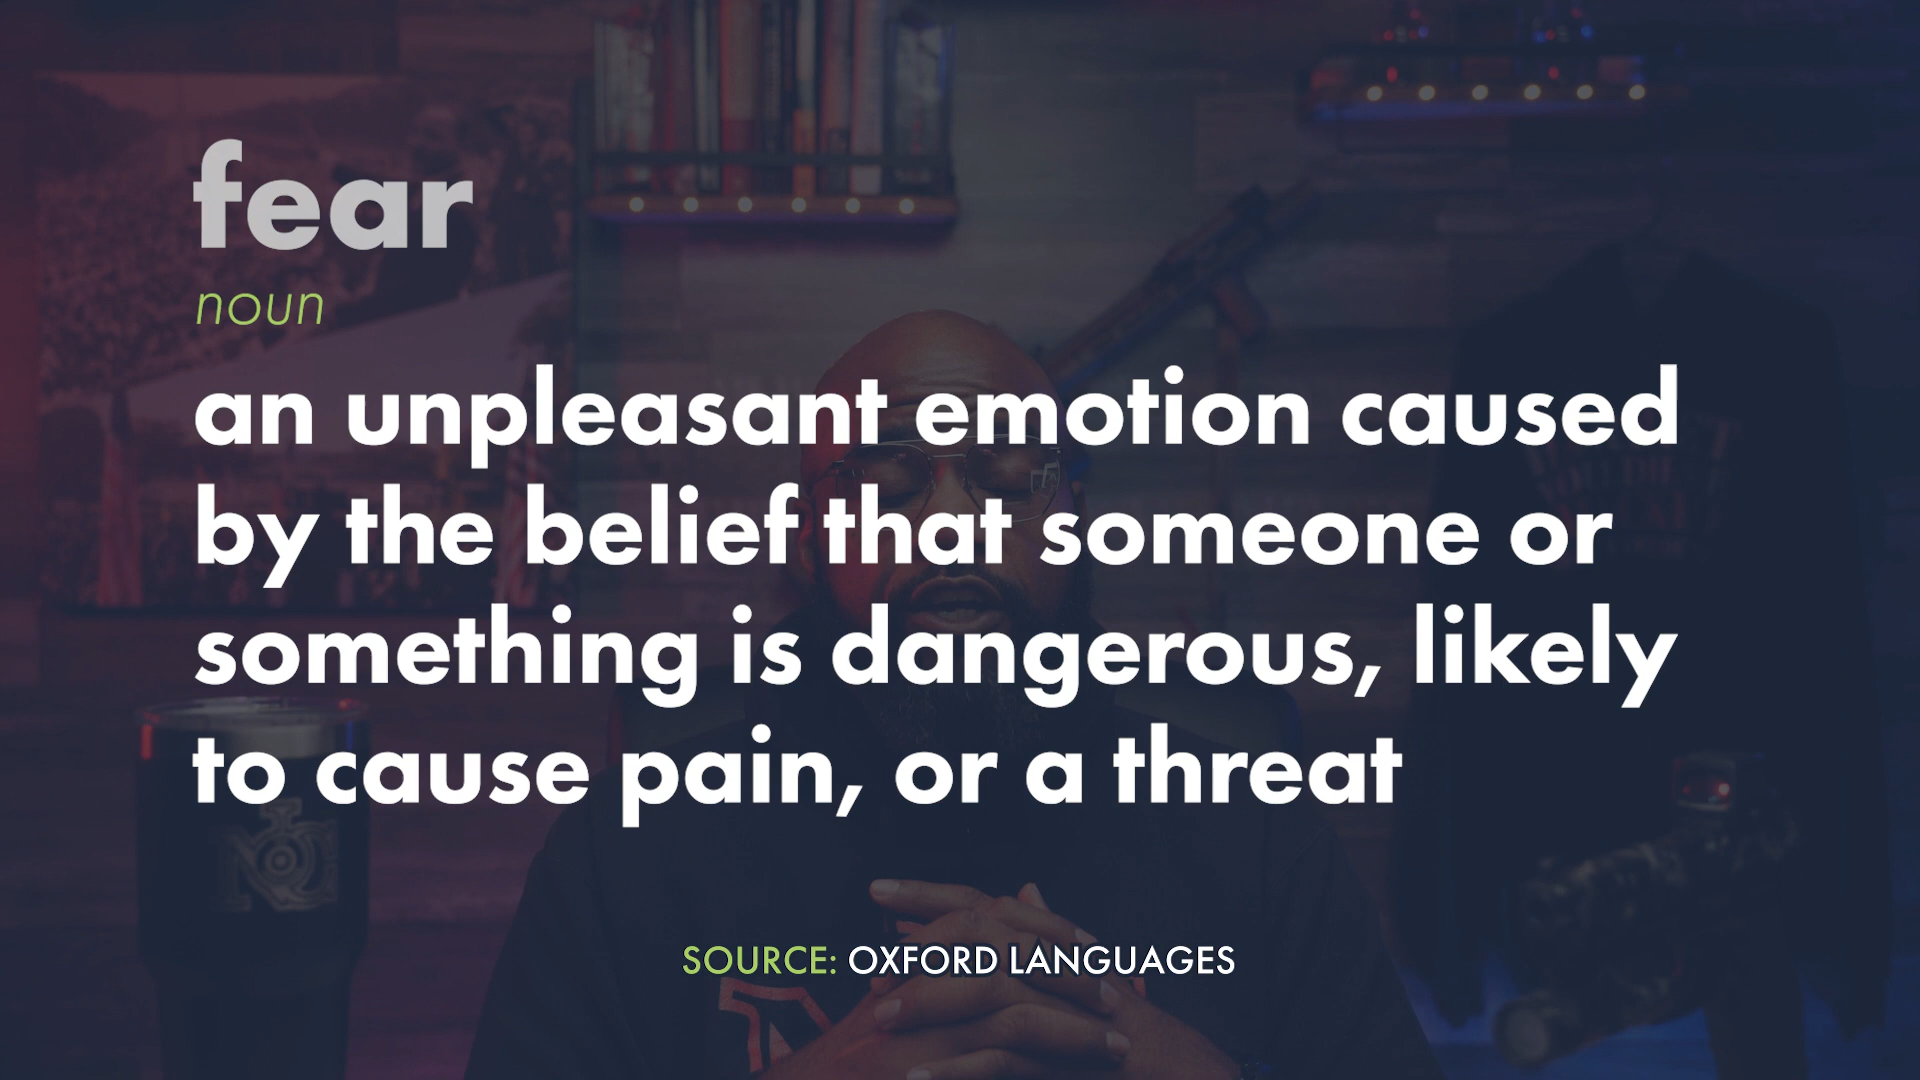 fear
noun
an unpleasant emotion caused
by the belief that someone or
something is dangerous, likely
to cause pain, or a threat
SOURCE: OXFORD LANGUAGES